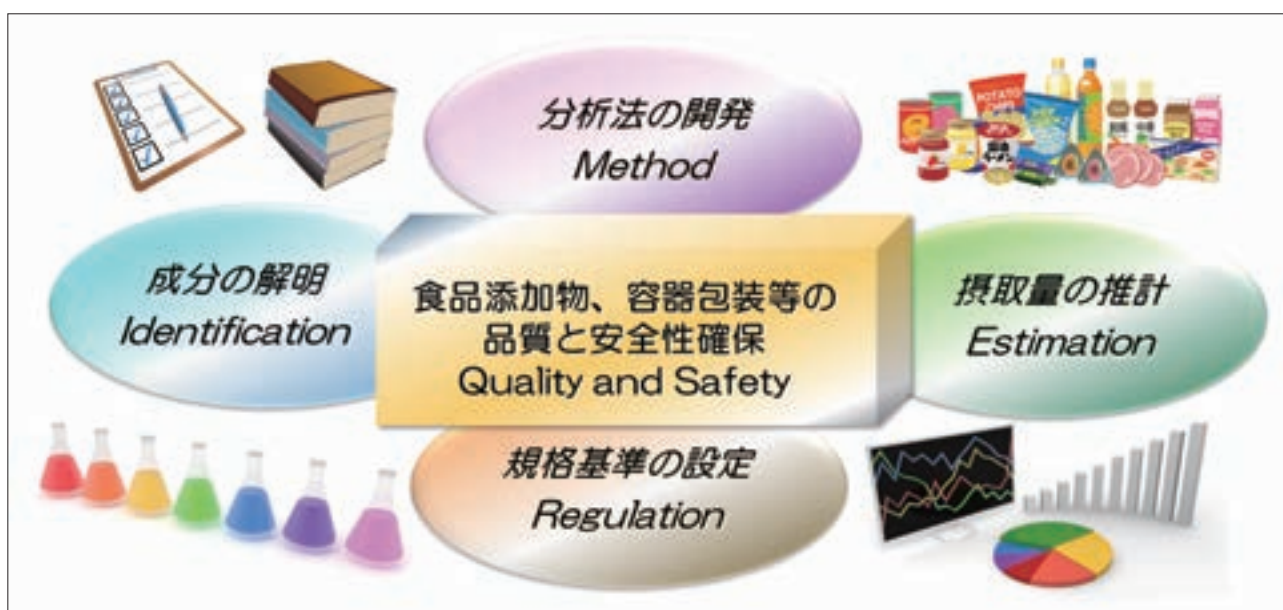 分析法の開発
Method
POTATO
CHIPS
成分の解明
Identification
食品添加物、容器包装等の
品質と安全性確保
Quality and Safety
摂取量の推計
Estimation
規格基準の設定
Regulation